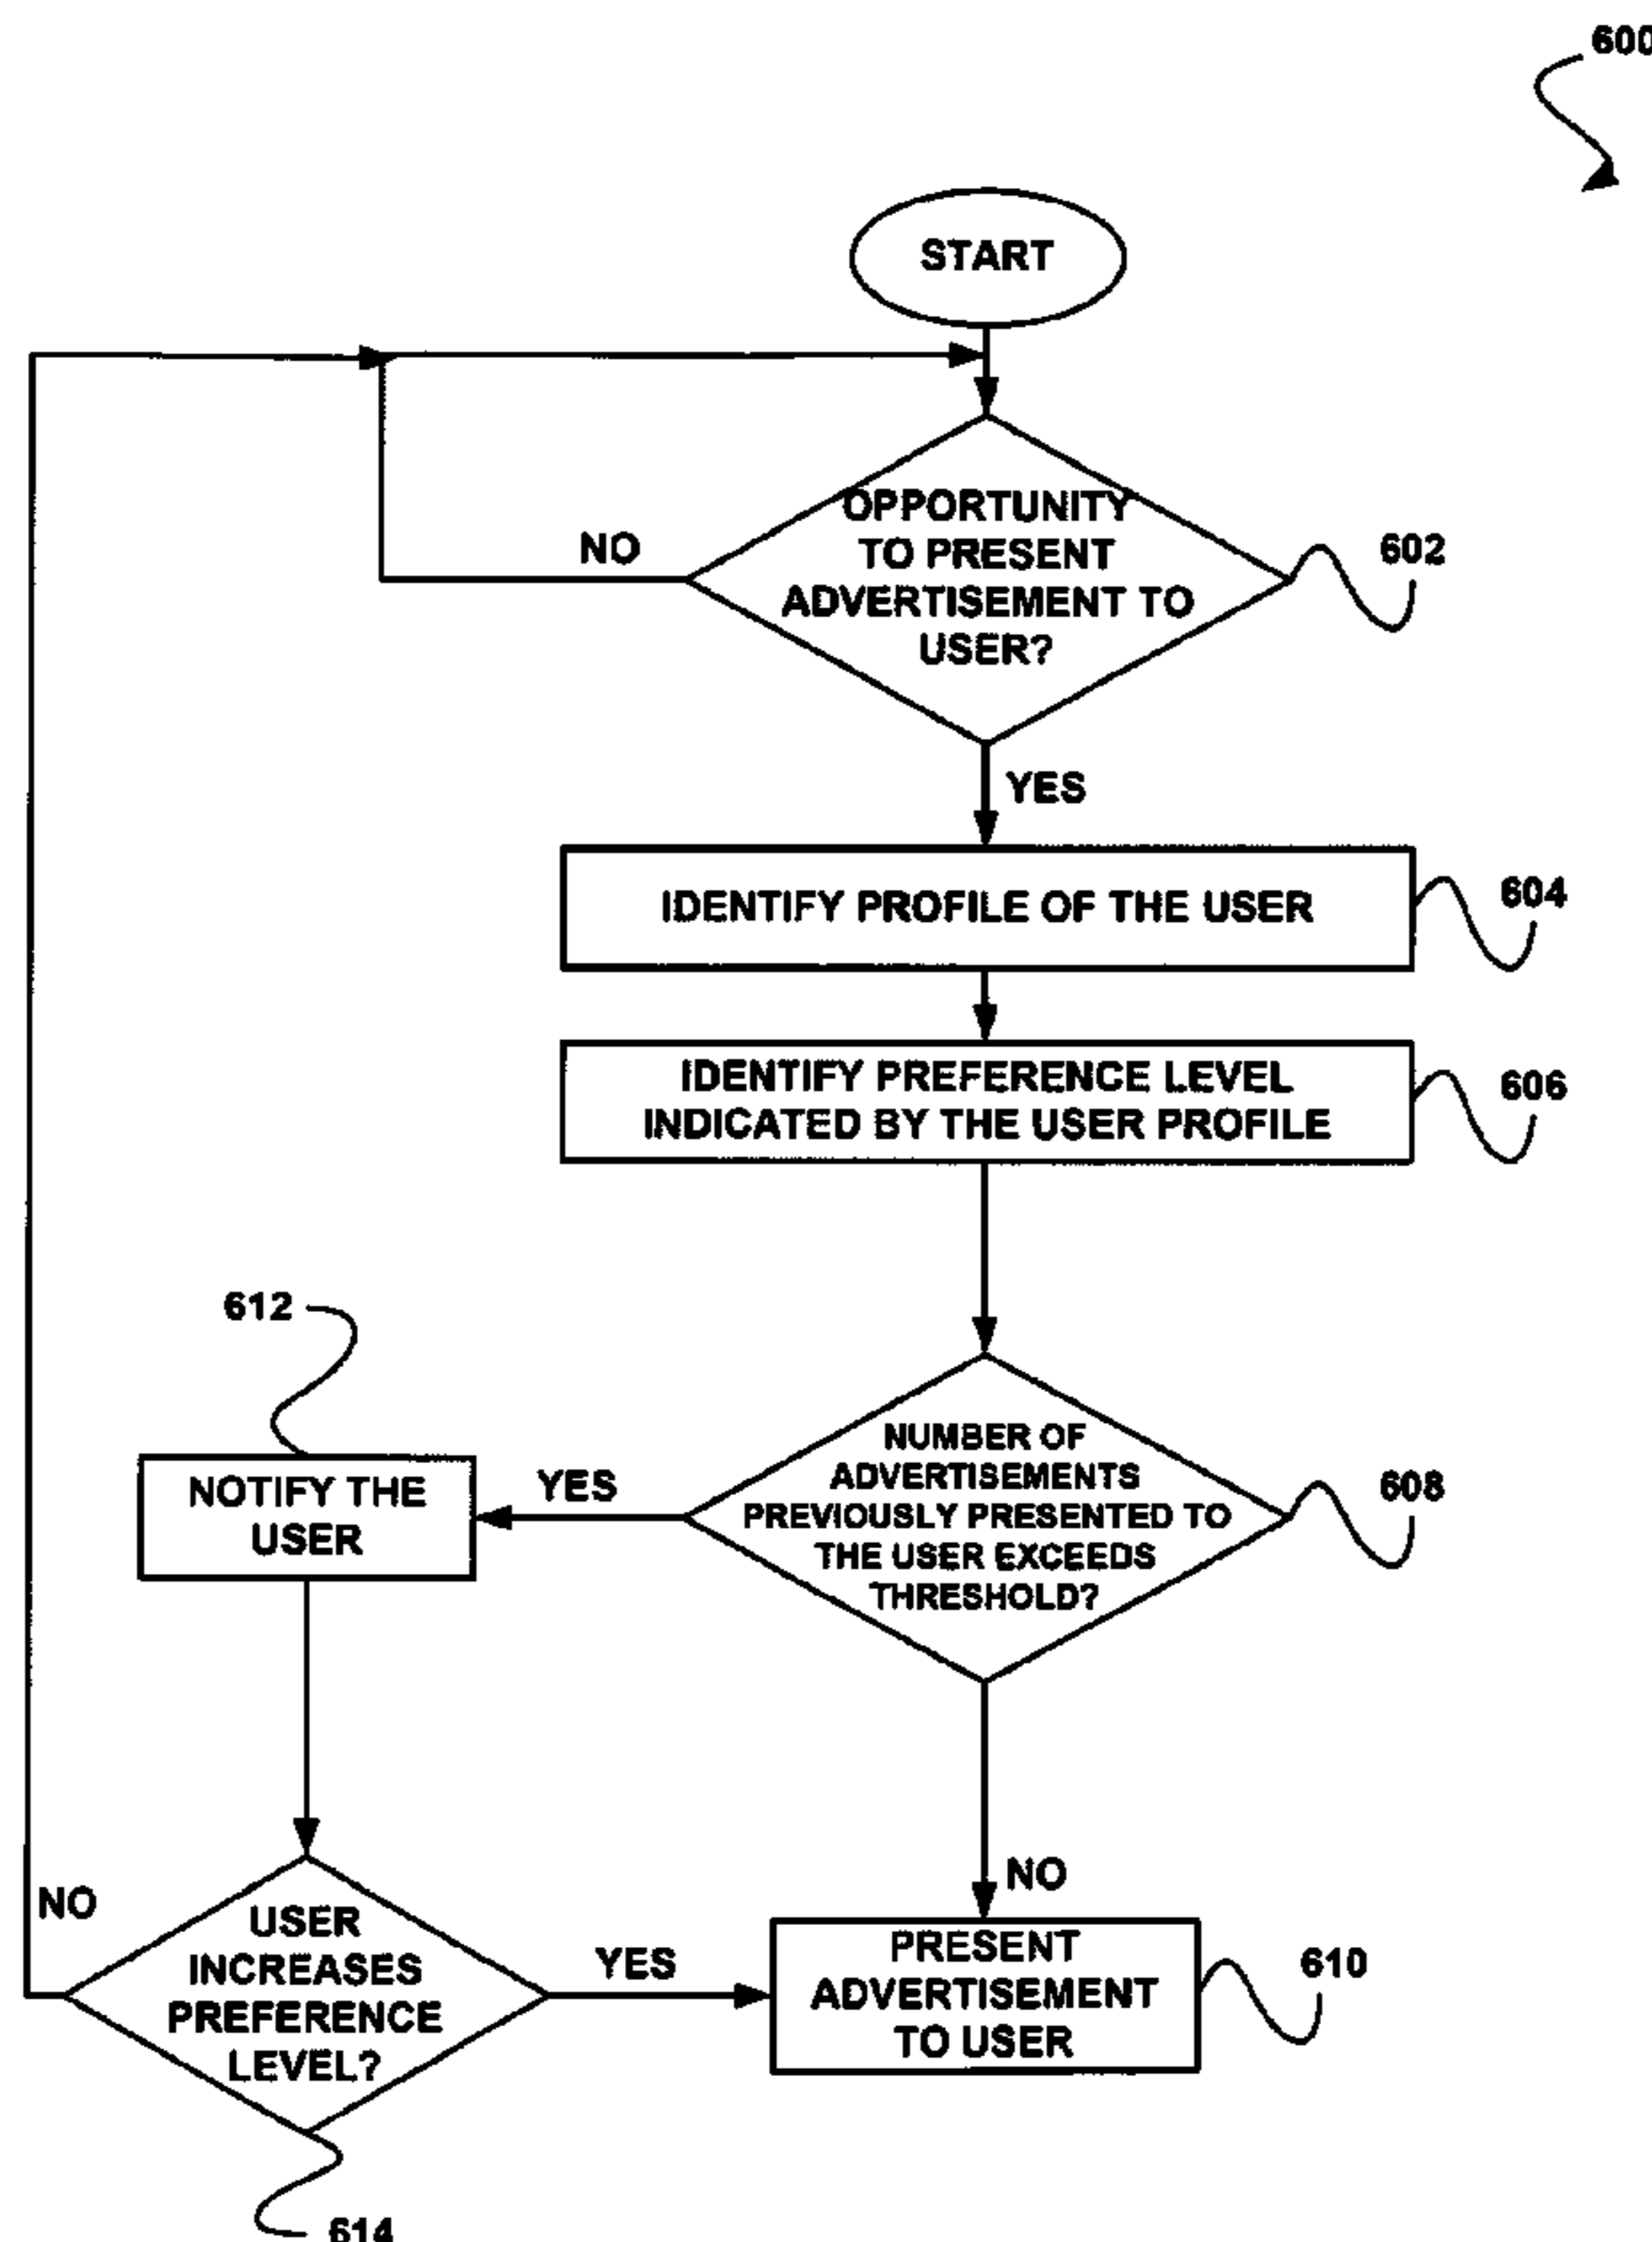 600
START
OPPORTUNITY
TO PRESENT
ADVERTISEMENT TO
USER?
NO
602
YES
IDENTIFY PROFILE OF THE USER
604
IDENTIFY PREFERENCE LEVEL
INDICATED BY THE USER PROFILE
606
612
NUMBER OF
ADVERTISEMENTS
PREVIOUSLY PRESENTED TO
THE USER EXCEEDS
THRESHOLD?
608
YES
NOTIFY THE
USER
NO
NO
USER
INCREASES
PREFERENCE
LEVEL?
YES
PRESENT
ADVERTISEMENT
TO USER
610
614